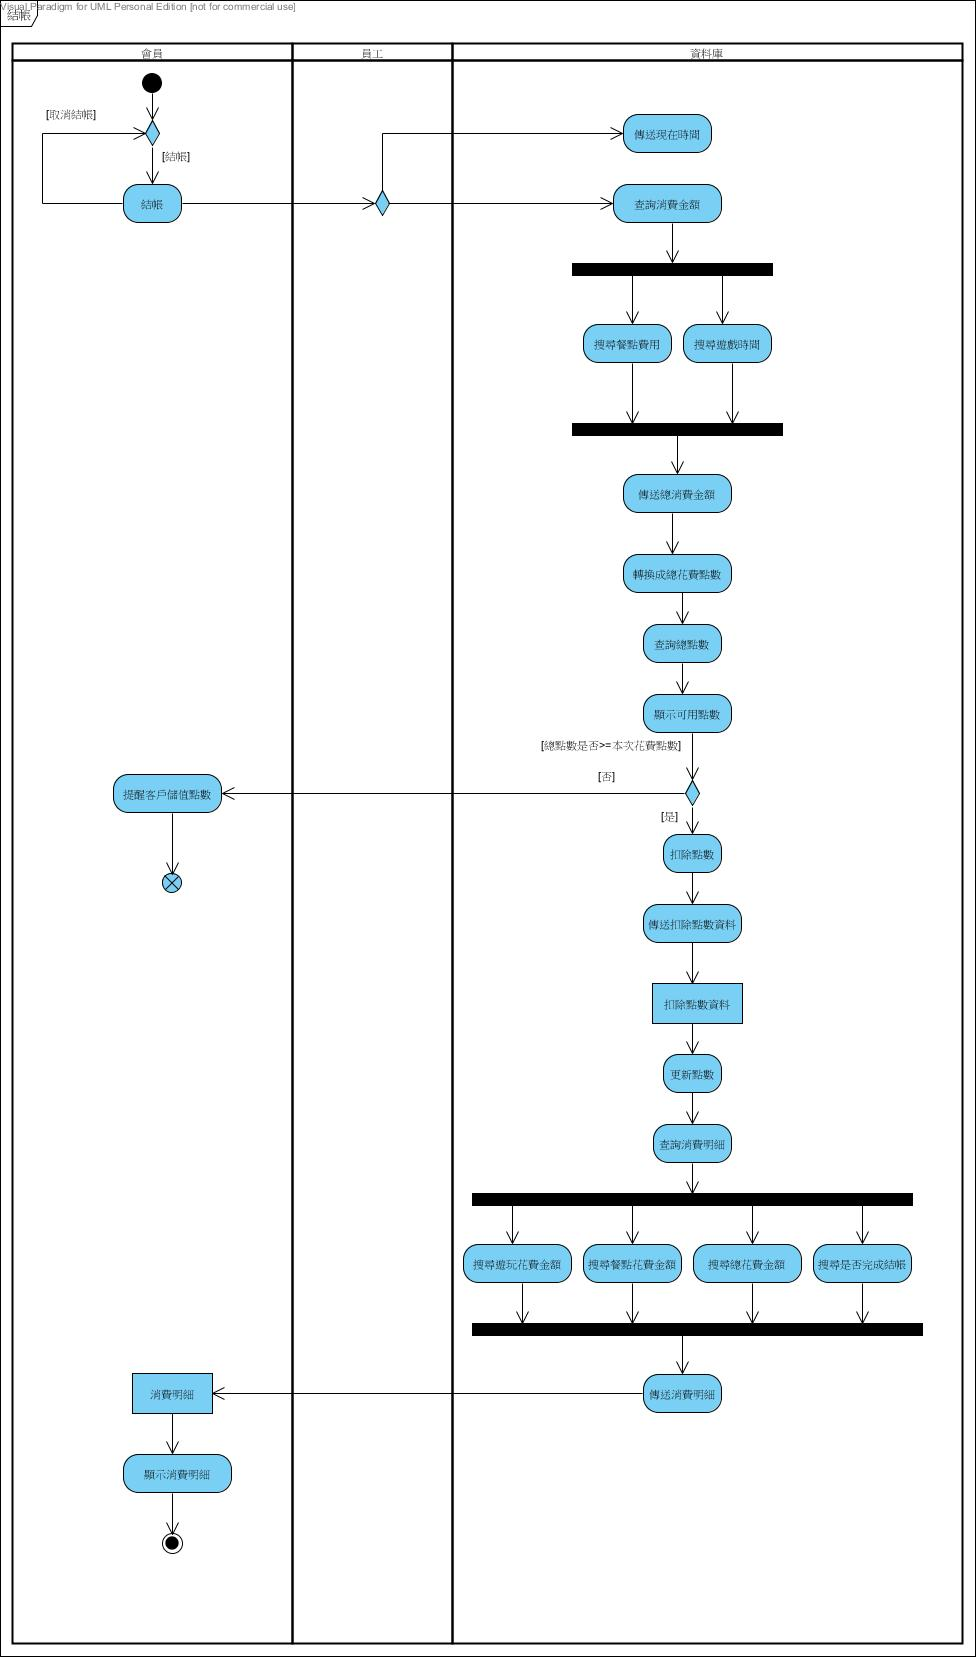 Visual Paradigm for UML Personal Edition [not for commercial use]
結帳
會員
員工
資料庫
[取消結帳]
傳送現在時間
[結帳]
結帳
查詢消費金額
搜尋餐點費用
搜尋遊戲時間
傳送總消費金額
轉換成總花費點數
查詢總點數
顯示可用點數
[總點數是否>=本次花費點數]
[否]
提醒客戶儲值點數
[是]
扣除點數
傳送扣除點數資料
扣除點數資料
更新點數
查詢消費明細
搜尋遊玩花費金額
搜尋餐點花費金額
搜尋總花費金額
搜尋是否完成結帳
消費明細
傳送消費明細
顯示消費明細